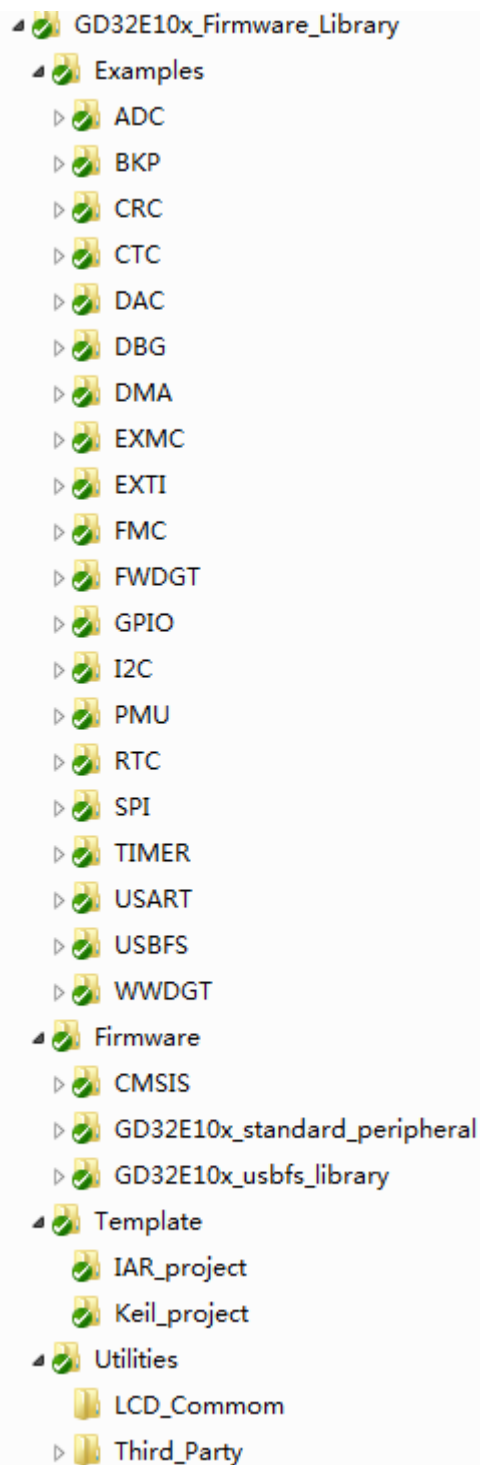 GD32E10x_Firmware_Library
Examples
ADC
BKP
CRC
CTC
DAC
DBG
DMA
EXMC
EXTI
FMC
FWDGT
GPIO
I2C
PMU
RTC
SPI
TIMER
USART
USBFS
WWDGT
Firmware
CMSIS
GD32E10x_standard_peripheral
GD32E10x_usbfs_library
Template
IAR_project
Keil_project
Utilities
LCD_Commom
Third_Party